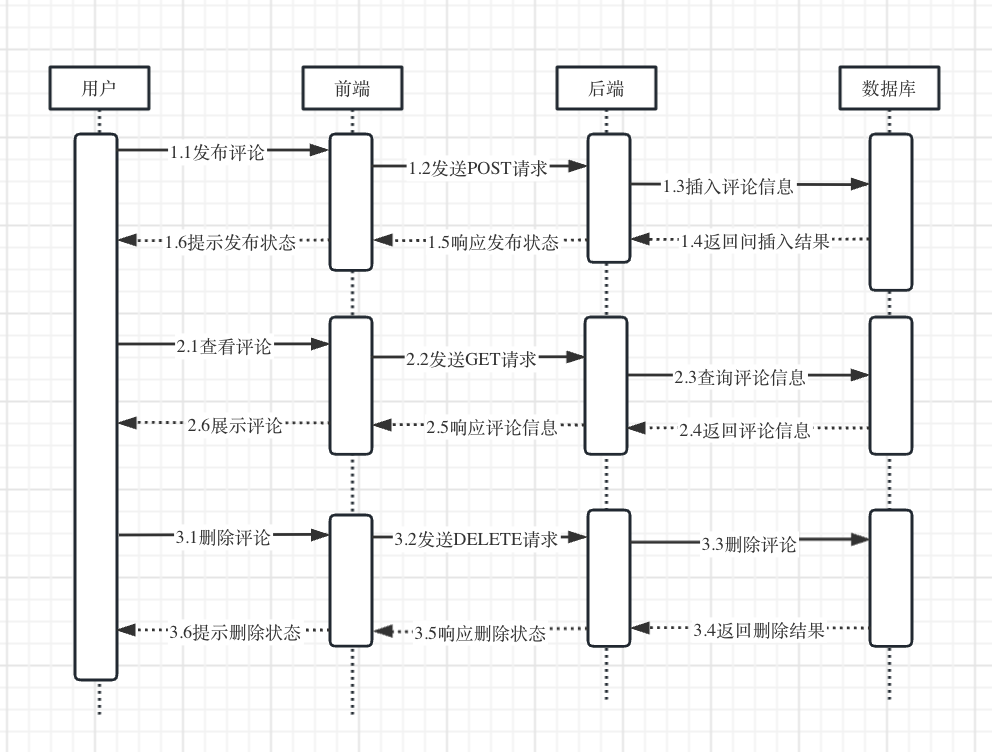 用户
前端
后端
数据库
1.1发布评论
1.2发送POST请求
1.3插入评论信息
1.4返回问插入结果
1.5响应发布状态
1.6提示发布状态
2.1查看评论
2.2发送GET请求
2.3查询评论信息
2.4返回评论信息
2.5响应评论信息
2.6展示评论
3.1删除评论
3.2发送DELETE请求
3.3删除评论
3.4返回删除结果
3.5响应删除状态
3.6提示删除状态